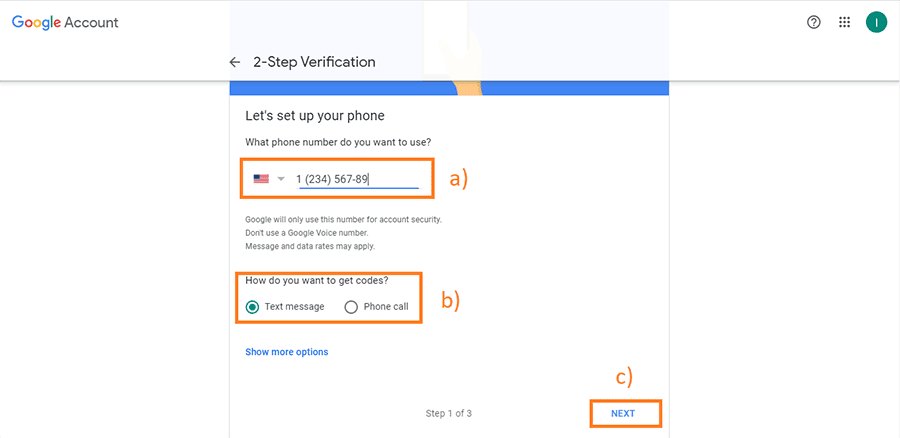 Google Account
I
2-Step Verification
Let's set up your phone
What phone number do you want to use?
1 (234) 567-89
a)
Google will only use this number for account security.
Don't use a Google Voice number.
Message and data rates may apply.
How do you want to get codes?
Text message Phone call
b)
Show more options
c)
Step 1 of 3 NEXT